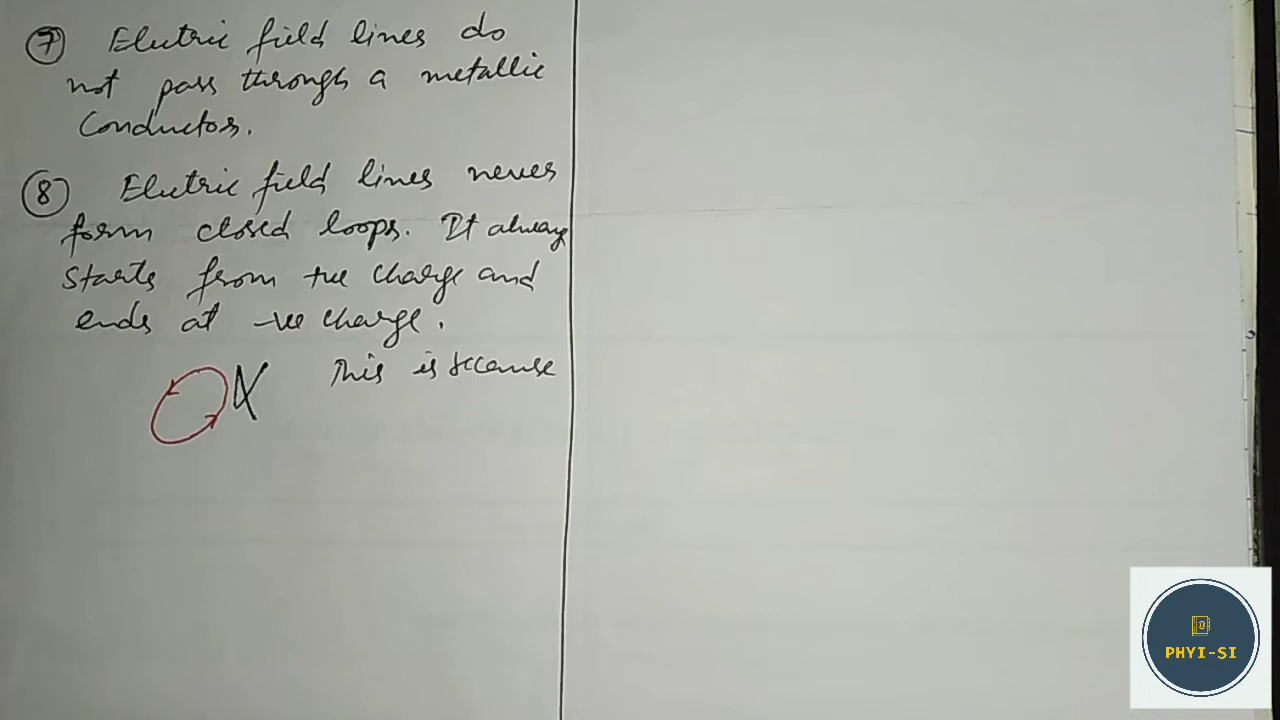 7 Electric field lines do
not pass through a metallic
Conductor.
8 Electric field lines never
form closed loops. It always
starts from +ve charge and
ends at -ve charge.
This is because
PHYI-SI